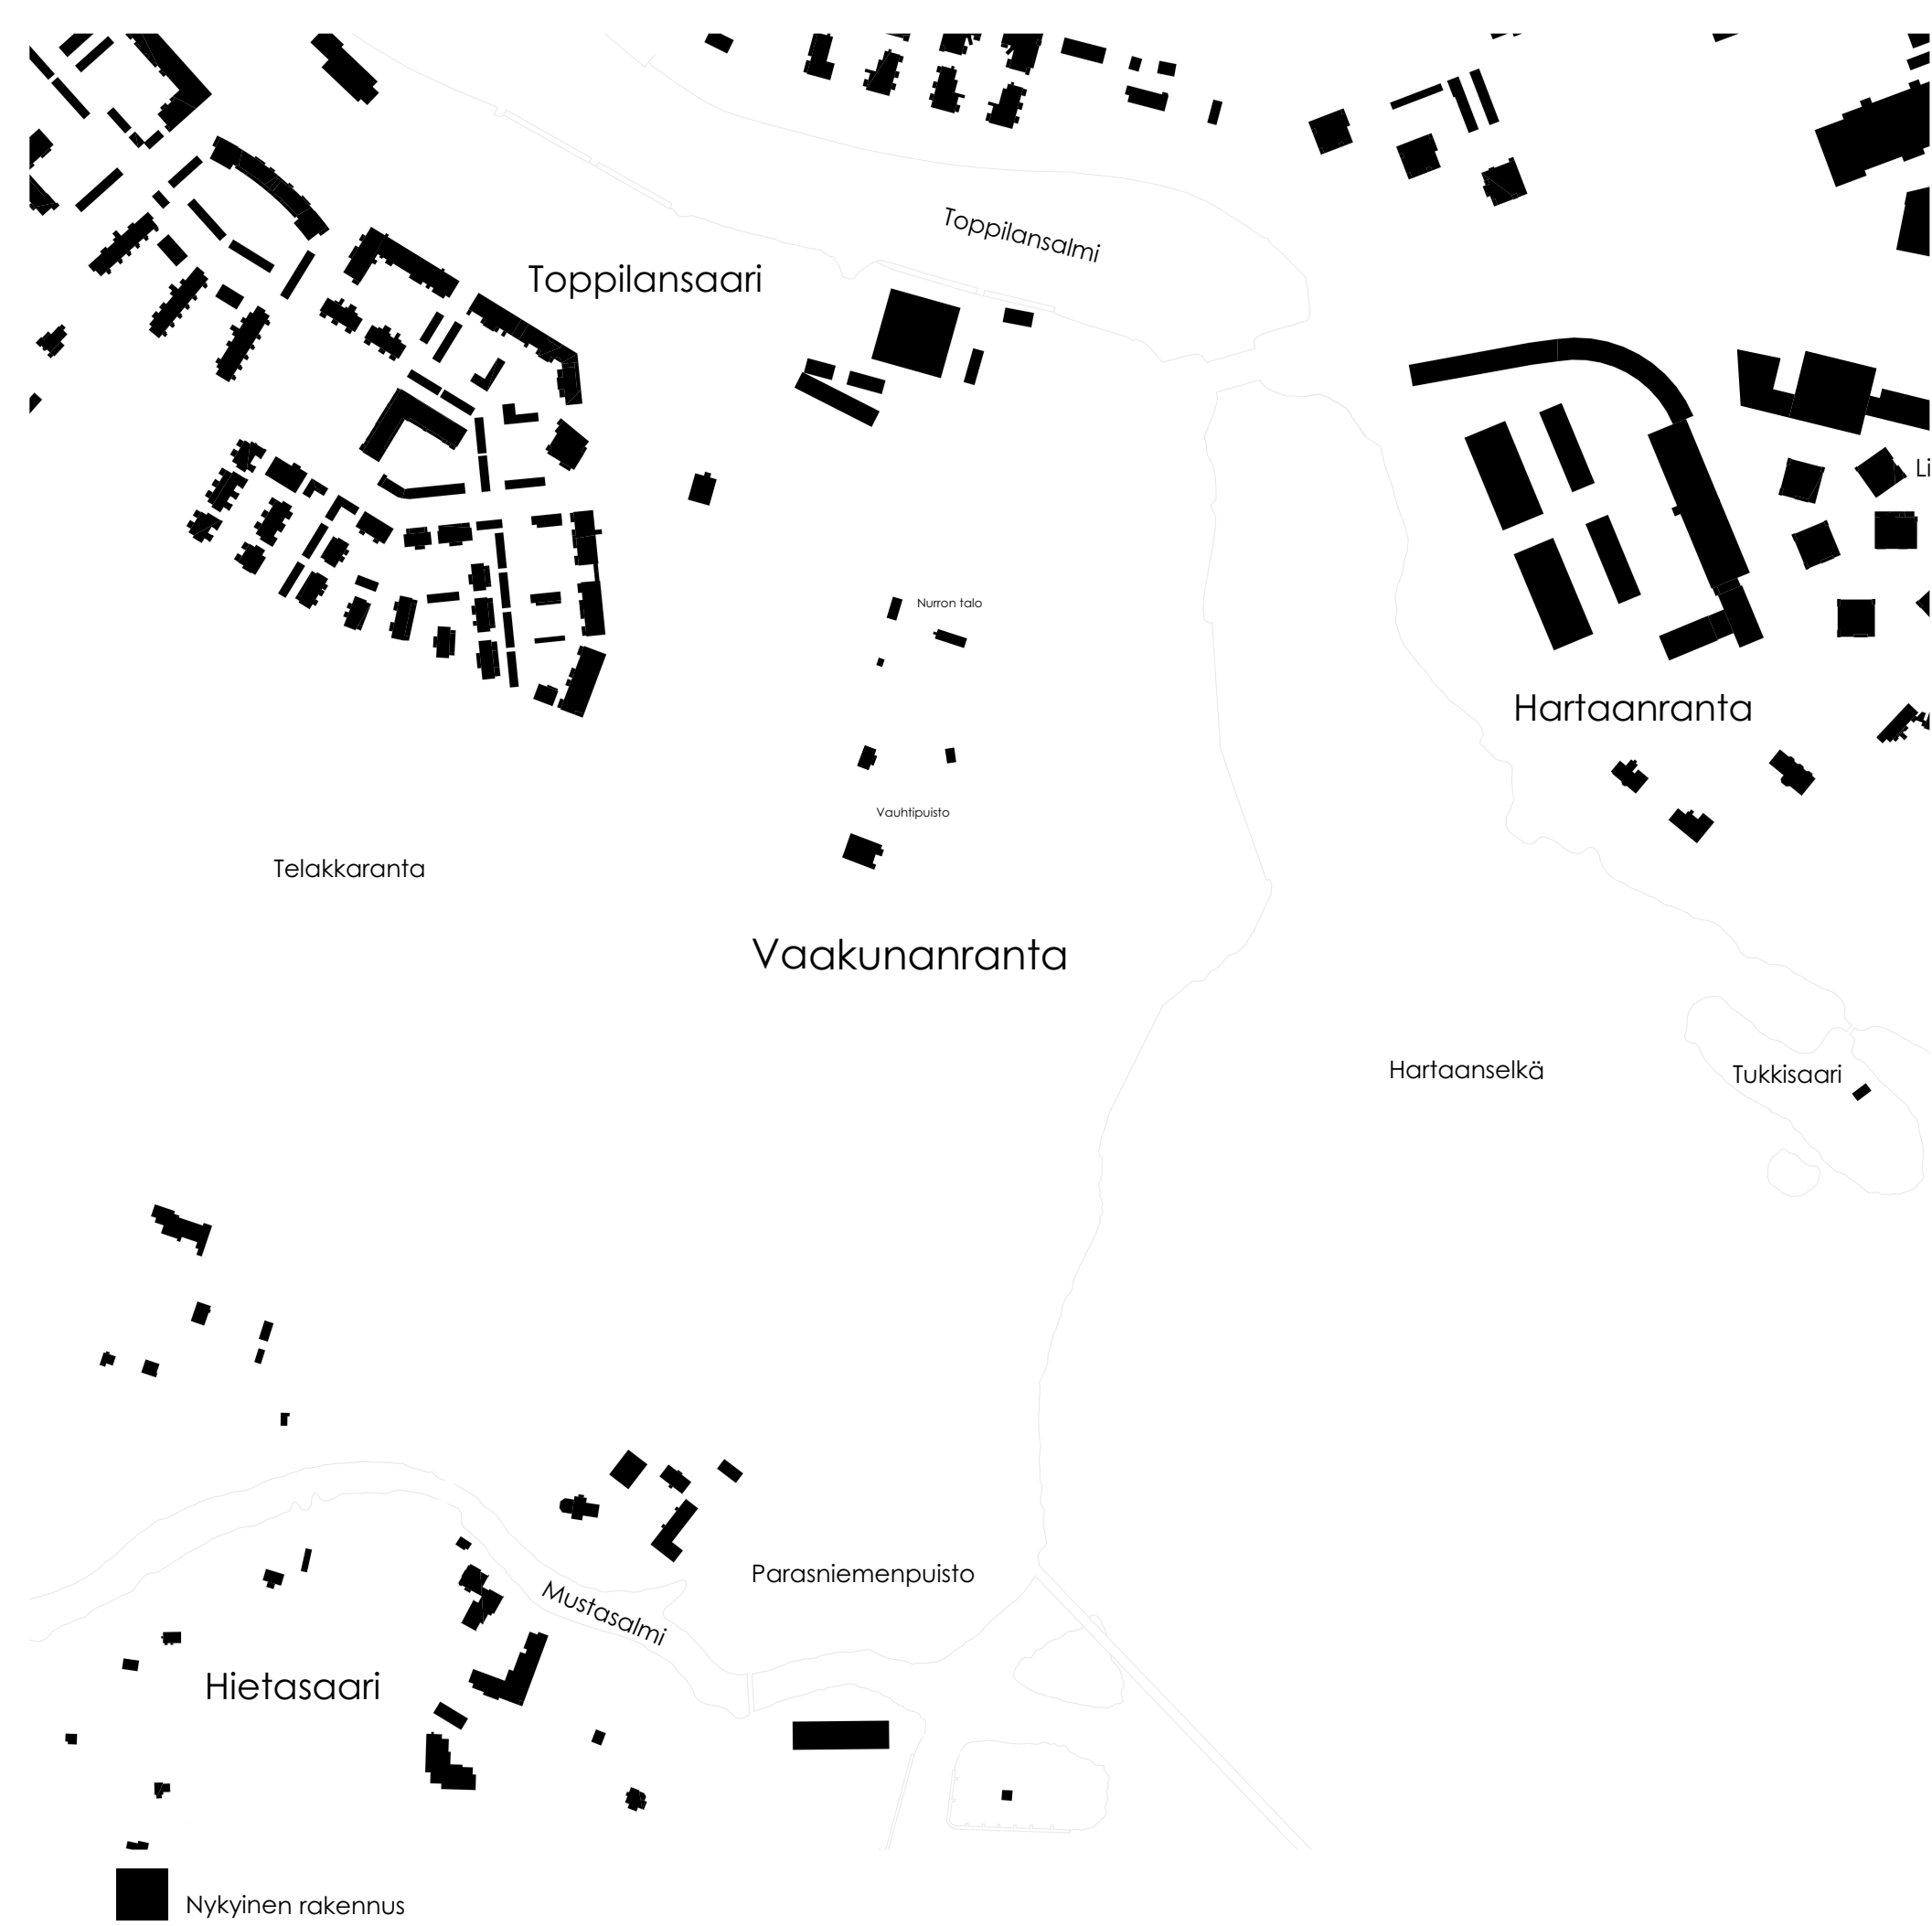 Toppilansalmi
Toppilansaari
Li
Nurron talo
Hartaanranta
Vauhtipuisto
Telakkaranta
Vaakunanranta
Hartaanselkä
Tukkisaari
Parasniemenpuisto
Mustasalmi
Hietasaari
Nykyinen rakennus